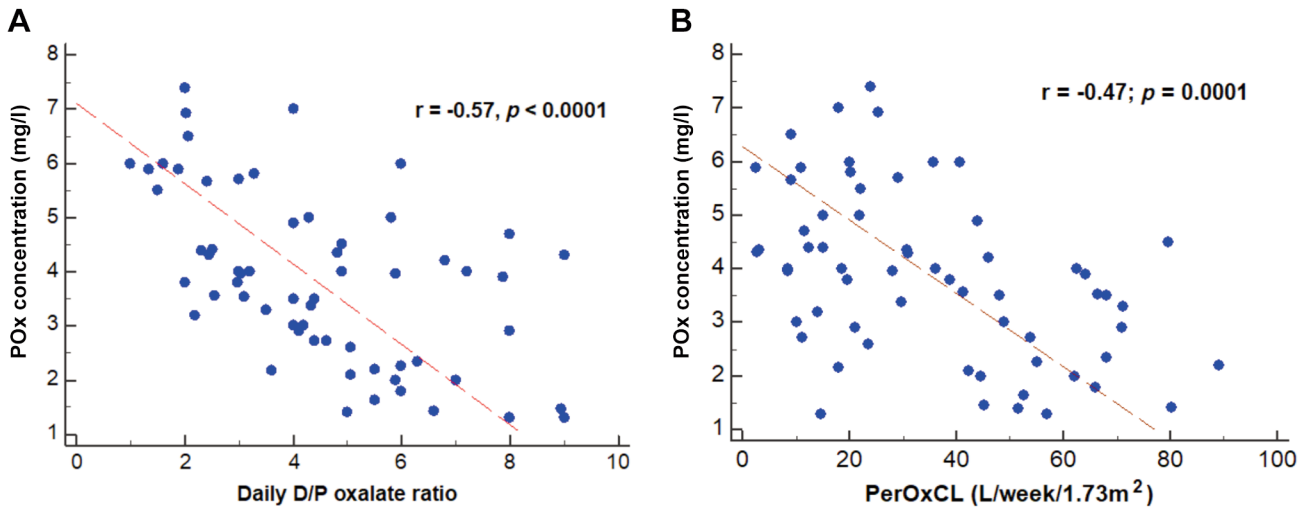 A
POx concentration (mg/l)
8
7
6
5
4
3
2
1
r = -0.57, p < 0.0001
0 2 4 6 8 10
Daily D/P oxalate ratio
B
POx concentration (mg/l)
8
7
6
5
4
3
2
1
r = -0.47; p = 0.0001
0 20 40 60 80 100
PerOxCL (L/week/1.73m²)